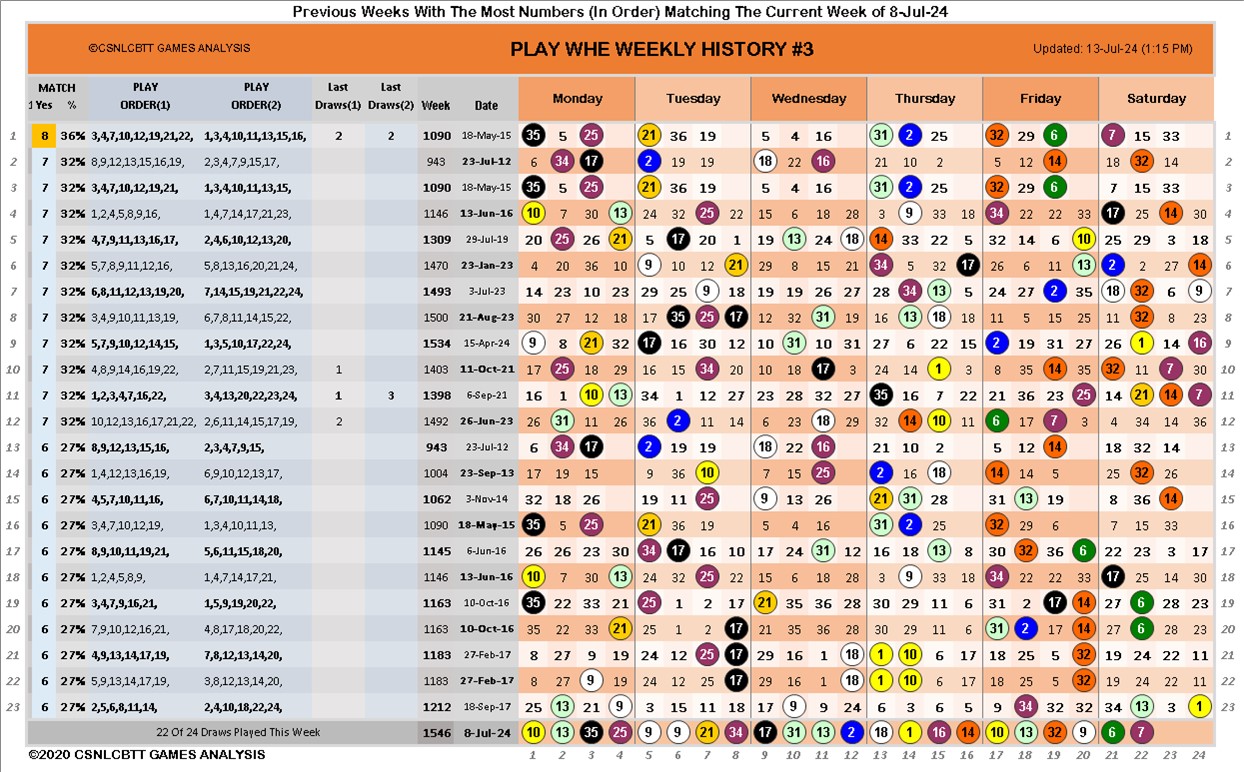 Previous Weeks With The Most Numbers (In Order) Matching The Current Week of 8-Jul-24
©CSNLCBTT GAMES ANALYSIS PLAY WHE WEEKLY HISTORY #3 Updated: 13-Jul-24 (1:15 PM)
MATCH PLAY PLAY Last Last
1 Yes % ORDER(1) ORDER(2) Draws(1) Draws(2) Week Date Monday Tuesday Wednesday Thursday Friday Saturday
1 8 36% 3,4,7,10,12,19,21,22, 1,3,4,10,11,13,15,16, 2 2 1090 18-May-15 35 5 25 21 36 19 5 4 16 31 2 25 32 29 6 7 15 33 1
2 7 32% 8,9,12,13,15,16,19, 2,3,4,7,9,15,17, 943 23-Jul-12 6 34 17 2 19 19 18 22 16 21 10 2 5 12 14 18 32 14 2
3 7 32% 3,4,7,10,12,19,21, 1,3,4,10,11,13,15, 1090 18-May-15 35 5 25 21 36 19 5 4 16 31 2 25 32 29 6 7 15 33 3
4 7 32% 1,2,4,5,8,9,16, 1,4,7,14,17,21,23, 1146 13-Jun-16 10 7 30 13 24 32 25 22 15 6 18 28 3 9 33 18 34 22 22 33 17 25 14 30 4
5 7 32% 4,7,9,11,13,16,17, 2,4,6,10,12,13,20, 1309 29-Jul-19 20 25 26 21 5 17 20 1 19 13 24 18 14 33 22 5 32 14 6 10 25 29 3 18 5
6 7 32% 5,7,8,9,11,12,16, 5,8,13,16,20,21,24, 1470 23-Jan-23 4 20 36 10 9 10 12 21 29 8 15 21 34 5 32 17 26 6 11 13 2 2 27 14 6
7 7 32% 6,8,11,12,13,19,20, 7,14,15,19,21,22,24, 1493 3-Jul-23 14 23 10 23 29 25 9 18 19 19 26 27 28 34 13 5 24 27 2 35 18 32 6 9 7
8 7 32% 3,4,9,10,11,13,19, 6,7,8,11,14,15,22, 1500 21-Aug-23 30 27 12 18 17 35 25 17 12 32 31 19 16 13 18 18 11 5 15 25 11 32 8 23 8
9 7 32% 5,7,9,10,12,14,15, 1,3,5,10,17,22,24, 1534 15-Apr-24 9 8 21 32 17 16 30 12 10 31 10 31 27 6 22 15 2 19 31 27 26 1 14 16 9
10 7 32% 4,8,9,14,16,19,22, 2,7,11,15,19,21,23, 1 1403 11-Oct-21 17 25 18 29 16 15 34 20 10 18 17 3 24 14 1 3 8 35 14 35 32 11 7 30 10
11 7 32% 1,2,3,4,7,16,22, 3,4,13,20,22,23,24, 1 3 1398 6-Sep-21 16 1 10 13 34 1 12 27 23 28 32 27 35 16 7 22 21 36 23 25 14 21 14 7 11
12 7 32% 10,12,13,16,17,21,22, 2,6,11,14,15,17,19, 2 1492 26-Jun-23 26 31 11 26 36 2 11 12 11 22 18 29 32 14 10 11 6 17 7 3 4 34 14 36 12
13 6 27% 8,9,12,13,15,16, 2,3,4,7,9,15, 943 23-Jul-12 6 34 17 2 19 19 18 22 16 21 10 2 5 12 14 18 32 14 13
14 6 27% 1,4,12,13,16,19, 6,9,10,12,13,17, 1004 23-Sep-13 17 19 15 9 36 10 7 15 25 2 16 18 14 14 5 25 32 26 14
15 6 27% 4,5,7,10,11,16, 6,7,10,11,14,18, 1062 3-Nov-14 32 18 26 19 11 25 9 13 26 21 31 28 31 13 19 8 36 14 15
16 6 27% 3,4,7,10,12,19, 1,3,4,10,11,13, 1090 18-May-15 35 5 25 21 36 19 5 4 16 31 2 25 32 29 6 7 15 33 16
17 6 27% 8,9,10,11,19,21, 5,6,11,15,18,20, 1145 6-Jun-16 26 26 23 30 34 17 16 10 17 24 31 12 16 18 13 8 30 32 36 6 22 23 3 17 17
18 6 27% 1,2,4,5,8,9, 1,4,7,14,17,21, 1146 13-Jun-16 10 7 30 13 24 32 25 22 15 6 18 28 3 9 33 18 34 22 22 33 17 25 14 30 18
19 6 27% 3,4,7,9,16,21, 1,5,9,19,20,22, 1163 10-Oct-16 35 22 33 21 25 1 2 17 21 35 36 28 30 29 11 6 31 2 17 14 27 6 28 23 19
20 6 27% 7,9,10,12,16,21, 4,8,17,18,20,22, 1163 10-Oct-16 35 22 33 21 25 1 2 17 21 35 36 28 30 29 11 6 31 2 17 14 27 6 28 23 20
21 6 27% 4,9,13,14,17,19, 7,8,12,13,14,20, 1183 27-Feb-17 8 27 9 19 24 12 25 17 29 16 1 18 1 10 6 17 18 25 5 32 19 24 22 11 21
22 6 27% 5,9,13,14,17,19, 3,8,12,13,14,20, 1183 27-Feb-17 8 27 9 19 24 12 25 17 29 16 1 18 1 10 6 17 18 25 5 32 19 24 22 11 22
23 6 27% 2,5,6,8,11,14, 2,4,10,18,22,24, 1212 18-Sep-17 25 13 21 9 3 15 11 18 17 9 9 24 6 3 6 5 9 34 32 32 34 13 24 1 23
22 Of 24 Draws Played This Week 1546 8-Jul-24 10 13 35 25 9 9 21 34 17 31 13 2 18 1 16 14 10 13 32 9 6 7
©2020 CSNLCBTT GAMES ANALYSIS 1 2 3 4 5 6 7 8 9 10 11 12 13 14 15 16 17 18 19 20 21 22 23 24